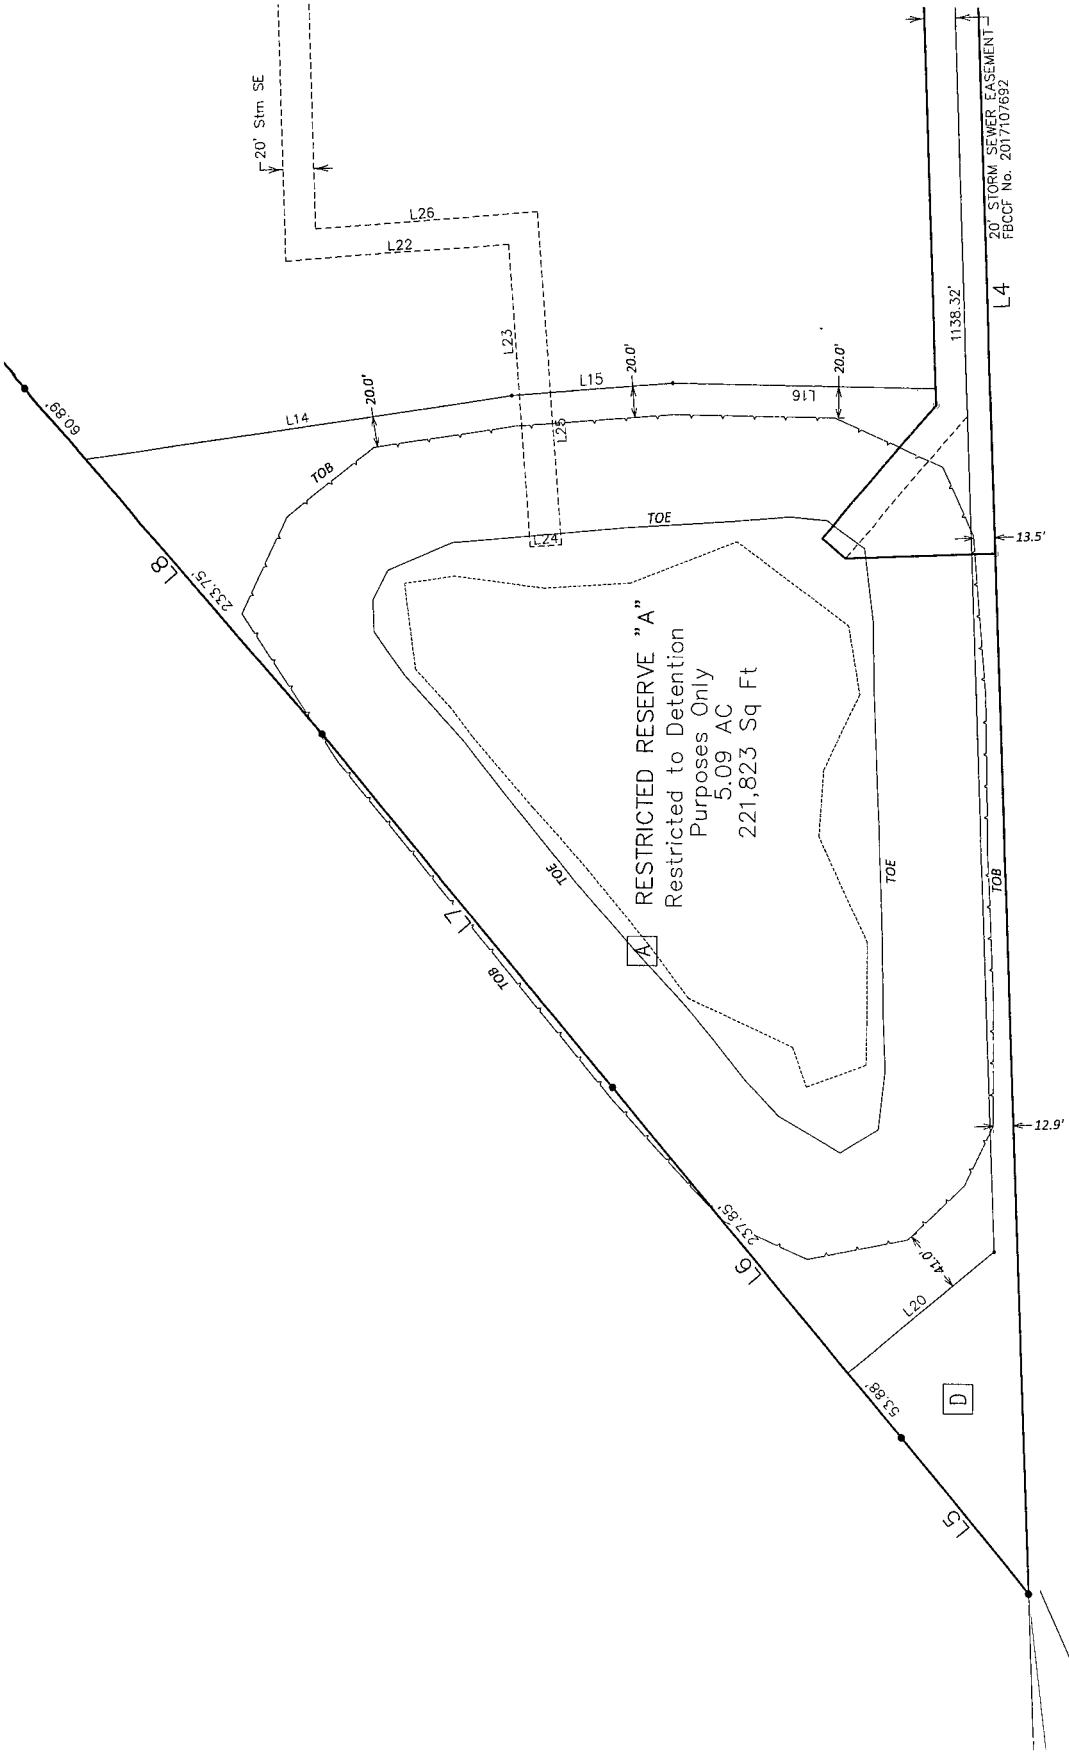 20' Stm SE
L26
L22
L23
20' STORM SEWER EASEMENT
FBCCF No. 2017107692
L4
1138.32'
60.89'
L14
20.0'
L15
20.0'
L16
20.0'
L25
L24
TOB
TOE
13.5'
L8
233.75'
RESTRICTED RESERVE "A"
Restricted to Detention
Purposes Only
5.09 AC
221,823 Sq Ft
A
TOE
TOE
TOB
L7
TOB
12.9'
237.85'
L6
41.0'
L20
53.88'
D
L5